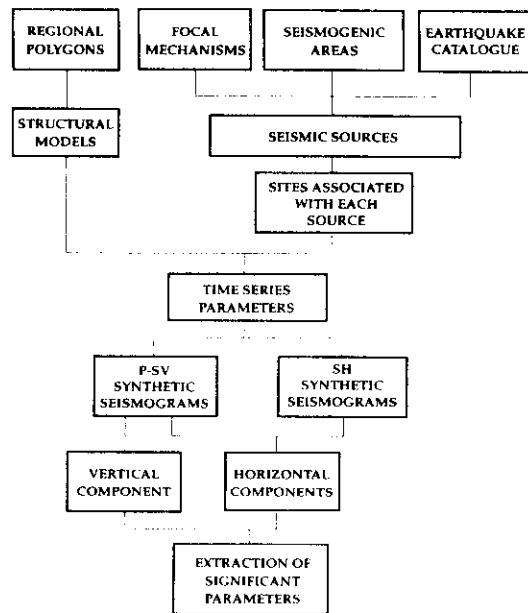 REGIONAL
POLYGONS
FOCAL
MECHANISMS
SEISMOGENIC
AREAS
EARTHQUAKE
CATALOGUE
STRUCTURAL
MODELS
SEISMIC SOURCES
SITES ASSOCIATED
WITH EACH
SOURCE
TIME SERIES
PARAMETERS
P-SV
SYNTHETIC
SEISMOGRAMS
SH
SYNTHETIC
SEISMOGRAMS
VERTICAL
COMPONENT
HORIZONTAL
COMPONENTS
EXTRACTION OF
SIGNIFICANT
PARAMETERS